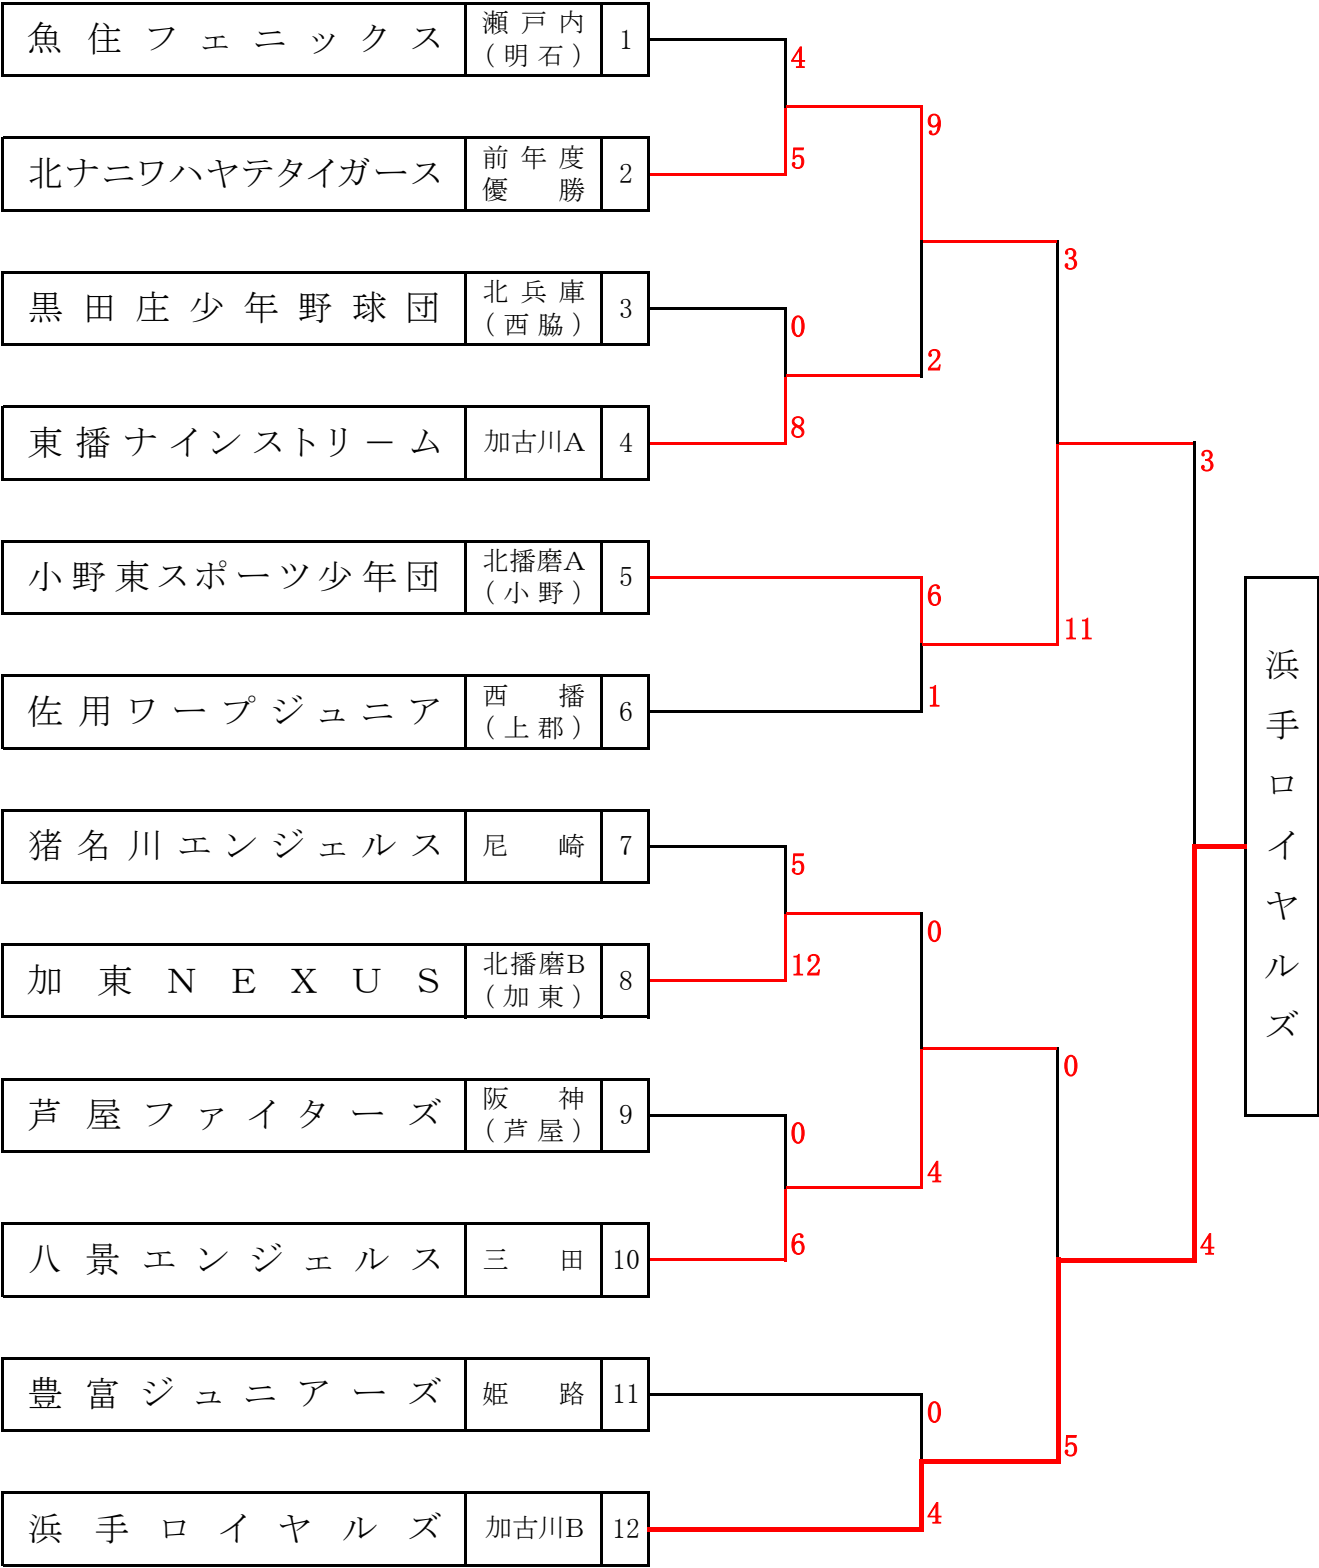 魚住フェニックス 瀬戸内(明石) 1
4
9
北ナニワハヤテタイガース 前年度優勝 2
5
3
黒田庄少年野球団 北兵庫(西脇) 3
0
2
東播ナインストリーム 加古川A 4
8
3
小野東スポーツ少年団 北播磨A(小野) 5
6
11
佐用ワープジュニア 西播(上郡) 6
1
浜手ロイヤルズ
猪名川エンジェルス 尼崎 7
5
0
加東NEXUS 北播磨B(加東) 8
12
0
芦屋ファイターズ 阪神(芦屋) 9
0
4
八景エンジェルス 三田 10
6
4
豊富ジュニアーズ 姫路 11
0
5
浜手ロイヤルズ 加古川B 12
4